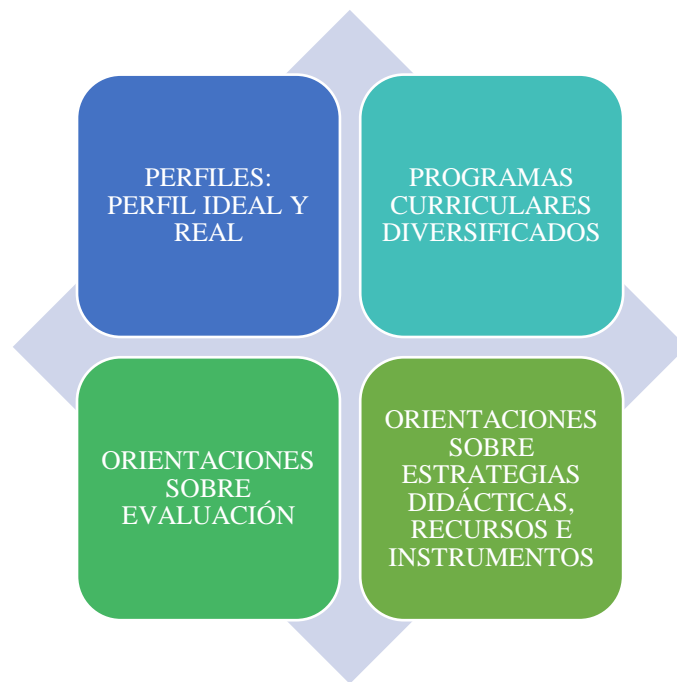 PERFILES:
PERFIL IDEAL Y
REAL
PROGRAMAS
CURRICULARES
DIVERSIFICADOS
ORIENTACIONES
SOBRE
EVALUACIÓN
ORIENTACIONES
SOBRE
ESTRATEGIAS
DIDÁCTICAS,
RECURSOS E
INSTRUMENTOS